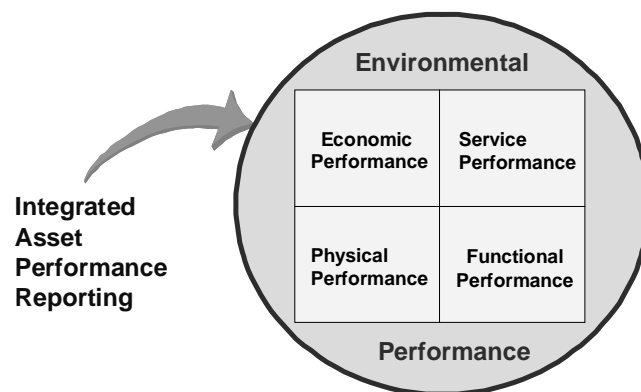 Environmental
Economic
Performance
Service
Performance
Integrated
Asset
Performance
Reporting
Physical
Performance
Functional
Performance
Performance